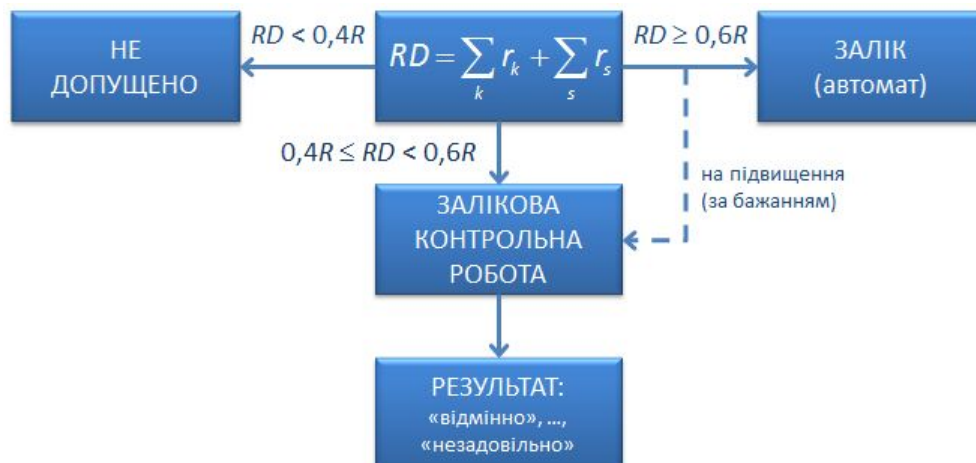 НЕ
ДОПУЩЕНО
RD < 0,4R
RD = ∑ r_k + ∑ r_s
k s
RD ≥ 0,6R
ЗАЛІК
(автомат)
0,4R ≤ RD < 0,6R
на підвищення
(за бажанням)
ЗАЛІКОВА
КОНТРОЛЬНА
РОБОТА
РЕЗУЛЬТАТ:
«відмінно», ...,
«незадовільно»